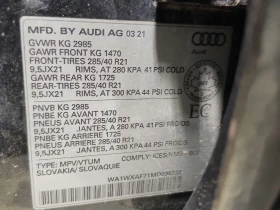 MFD. BY AUDI AG 03 21
GVWR KG 2985
GAWR FRONT KG 1470
FRONT-TIRES 285/40 R21
9,5JX21 RIMS, AT 280 KPA 41 PSI COLD
GAWR REAR KG 1725
REAR-TIRES 285/40 R21
9,5JX21 RIMS, AT 300 KPA 44 PSI COLD
PNVB KG 2985
PNBE KG AVANT 1470
PNEUS AVANT 285/40 R21
9,5JX21 JANTES, A 280 KPA 41 PSI
PNBE KG ARRIERE 1725
PNEUS ARRIERE 285/40 R21
9,5JX21 JANTES, A 300 KPA 44 PSI
TYPE: MPV/VTUM
SLOVAKIA / SLOVAQUIE
Audi
EC